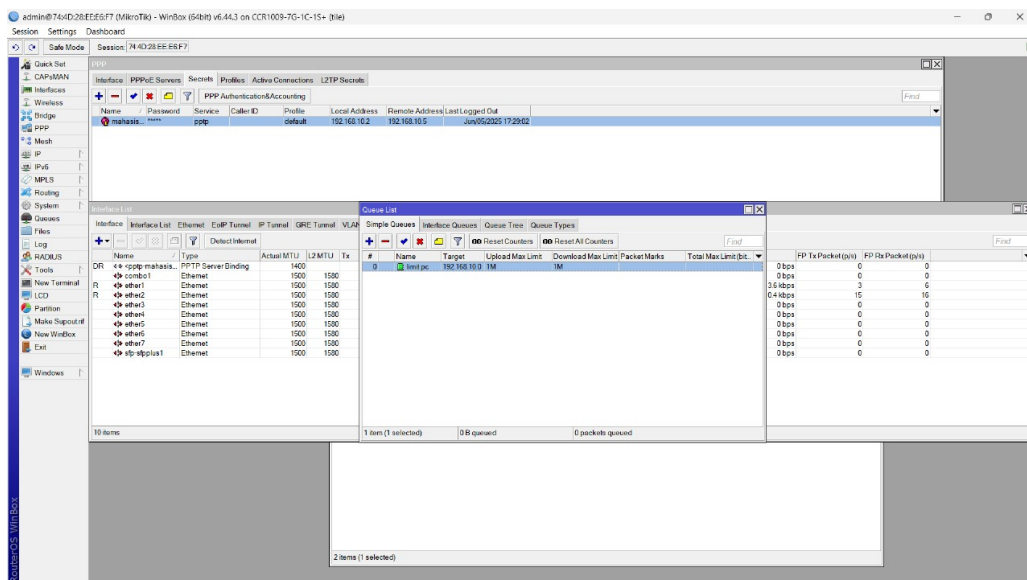 admin@74:4D:28:EE:E6:F7 (MikroTik) - WinBox (64bit) v6.44.3 on CCR1009-7G-1C-1S+ (tile)
Session Settings Dashboard
Safe Mode Session: 74:4D:28:EE:E6:F7
Quick Set
CAPsMAN
Interfaces
Wireless
Bridge
PPP
Mesh
IP
IPv6
MPLS
Routing
System
Queues
Files
Log
RADIUS
Tools
New Terminal
LCD
Partition
Make Supout.rif
New WinBox
Exit
Windows
RouterOS WinBox
PPP
Interface PPPoE Servers Secrets Profiles Active Connections L2TP Secrets
PPP Authentication&Accounting Find
Name / Password Service Caller ID Profile Local Address Remote Address Last Logged Out
mahasis... ***** pptp default 192.168.10.2 192.168.10.5 Jun/05/2025 17:29:02
Interface List
Interface Interface List Ethernet EoIP Tunnel IP Tunnel GRE Tunnel VLAN
Detect Internet
Name / Type Actual MTU L2 MTU Tx
DR <pptp-mahasis... PPTP Server Binding 1400
combo1 Ethernet 1500 1580
R ether1 Ethernet 1500 1580
R ether2 Ethernet 1500 1580
ether3 Ethernet 1500 1580
ether4 Ethernet 1500 1580
ether5 Ethernet 1500 1580
ether6 Ethernet 1500 1580
ether7 Ethernet 1500 1580
sfp-sfpplus1 Ethernet 1500 1580
10 items
Queue List
Simple Queues Interface Queues Queue Tree Queue Types
00 Reset Counters 00 Reset All Counters Find
# Name Target Upload Max Limit Download Max Limit Packet Marks Total Max Limit (bit...
0 limit pc 192.168.10.0 1M 1M
1 item (1 selected) 0 B queued 0 packets queued
Find
FP Tx Packet (p/s) FP Rx Packet (p/s)
0 bps 0 0
0 bps 0 0
3.6 kbps 3 6
0.4 kbps 15 16
0 bps 0 0
0 bps 0 0
0 bps 0 0
0 bps 0 0
0 bps 0 0
0 bps 0 0
2 items (1 selected)